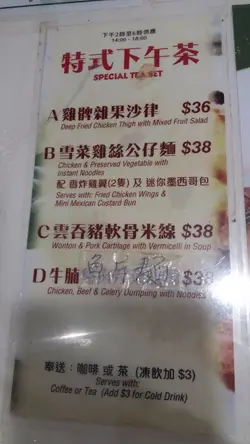 下午2時至6時供應
14:00 - 18:00
特式下午茶
SPECIAL TEA SET
A 雞髀雜果沙律 $36
Deep Fried Chicken Thigh with Mixed Fruit Salad
B 雪菜雞絲公仔麵 $38
Chicken & Preserved Vegetable with
Instant Noodles
配 香炸雞翼(2隻) 及 迷你墨西哥包
Serves with: Fried Chicken Wings &
Mini Mexican Custard Bun
C 雲吞豬軟骨米線 $38
Wonton & Pork Cartilage with Vermicelli in Soup
D 牛腩 $38
Chicken, Beef & Celery Dumpling with Noodles
奉送：咖啡 或 茶 (凍飲加 $3)
Serves with:
Coffee or Tea (Add $3 for Cold Drink)